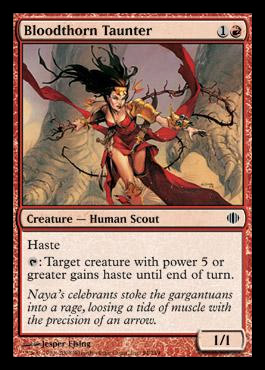 Bloodthorn Taunter 1
Creature — Human Scout
Haste
: Target creature with power 5 or
greater gains haste until end of turn.
Naya's celebrants stoke the gargantuans
into a rage, loosing a tide of muscle with
the precision of an arrow.
1/1
Jesper Ejsing